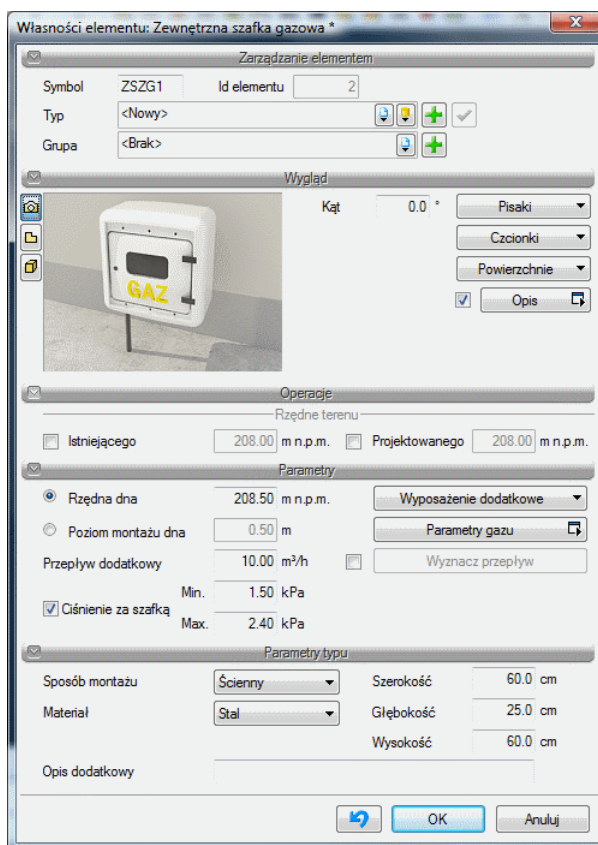 Własności elementu: Zewnętrzna szafka gazowa *
Zarządzanie elementem
Symbol ZSZG1 Id elementu 2
Typ <Nowy>
Grupa <Brak>
Wygląd
Kąt 0.0 ° Pisaki
Czcionki
Powierzchnie
Opis
GAZ
Operacje
Rzędne terenu
Istniejącego 208.00 m n.p.m. Projektowanego 208.00 m n.p.m.
Parametry
Rzędna dna 208.50 m n.p.m. Wyposażenie dodatkowe
Poziom montażu dna 0.50 m Parametry gazu
Przepływ dodatkowy 10.00 m³/h Wyznacz przepływ
Min. 1.50 kPa
Ciśnienie za szafką
Max. 2.40 kPa
Parametry typu
Sposób montażu Ścienny Szerokość 60.0 cm
Materiał Stal Głębokość 25.0 cm
Wysokość 60.0 cm
Opis dodatkowy
OK Anuluj